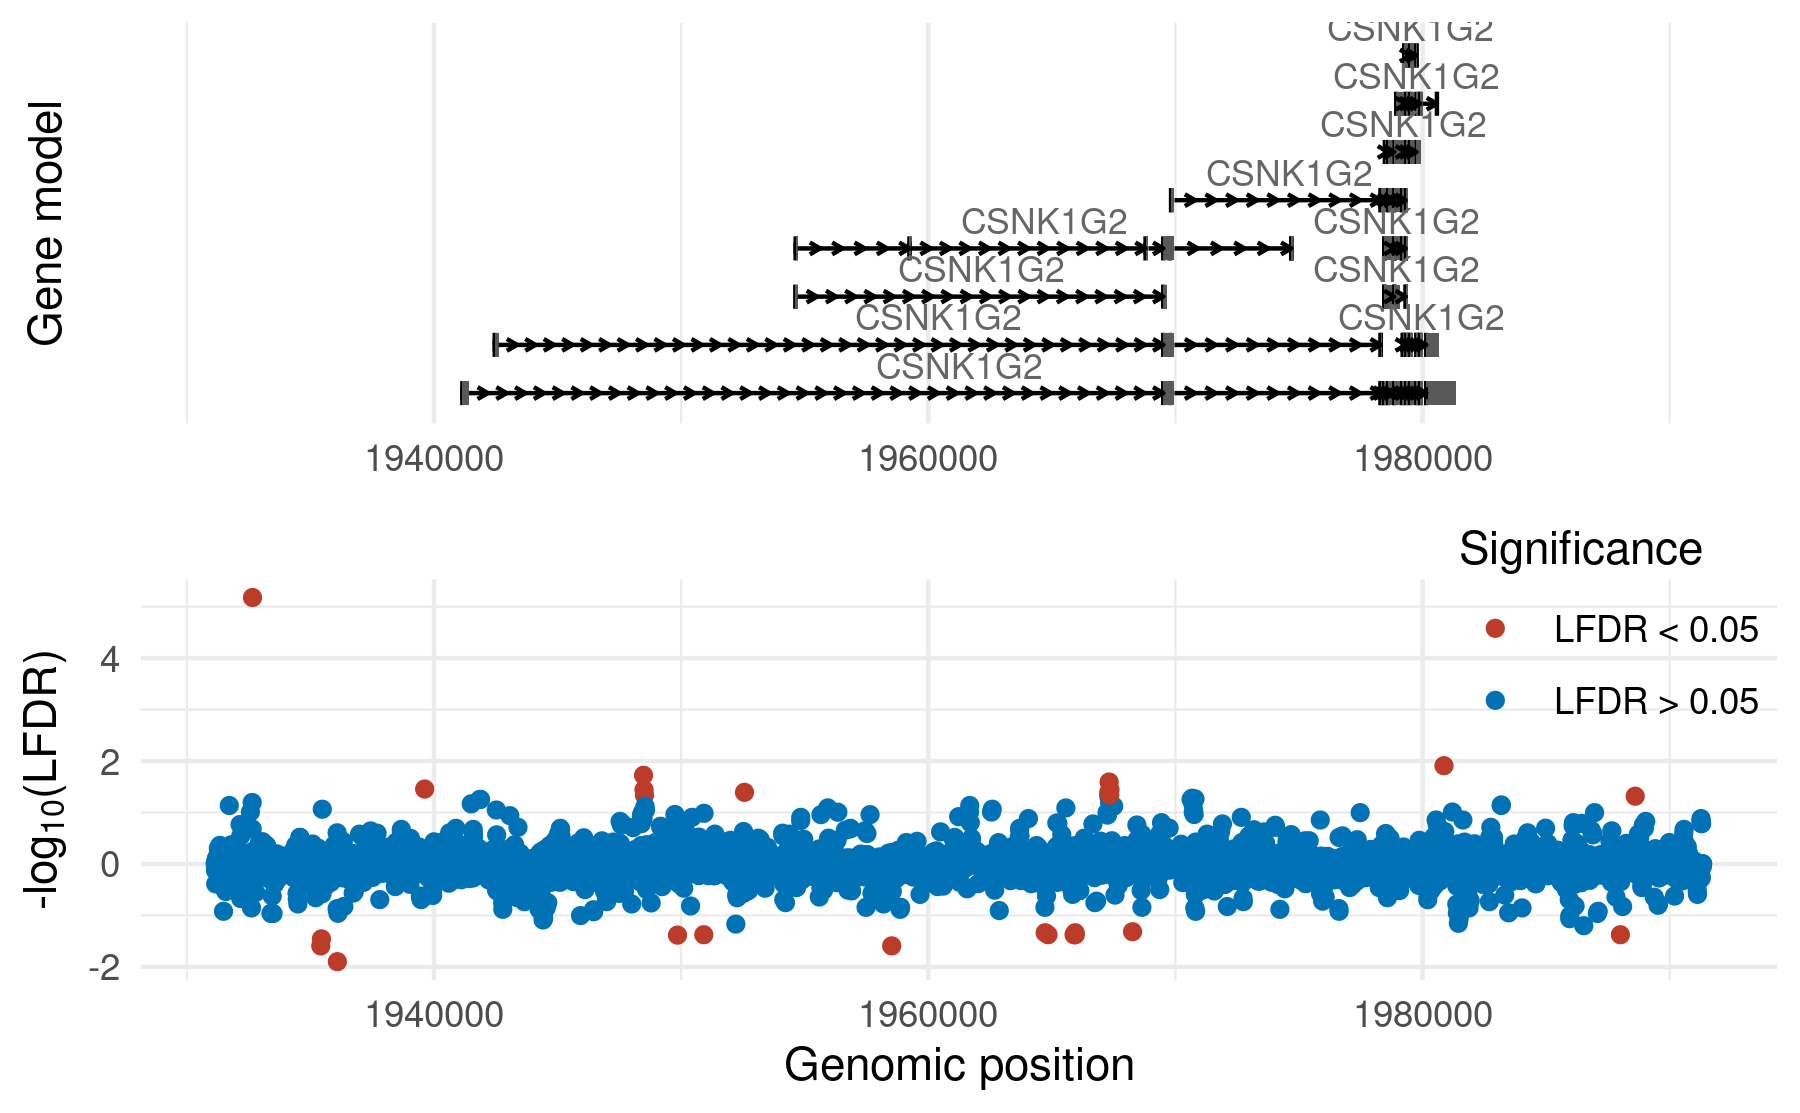 CSNK1G2
CSNK1G2
CSNK1G2
CSNK1G2
CSNK1G2 CSNK1G2
CSNK1G2 CSNK1G2
CSNK1G2 CSNK1G2
CSNK1G2
Gene model
1940000 1960000 1980000
Significance
LFDR < 0.05
LFDR > 0.05
4
2
0
-2
-log10(LFDR)
1940000 1960000 1980000
Genomic position